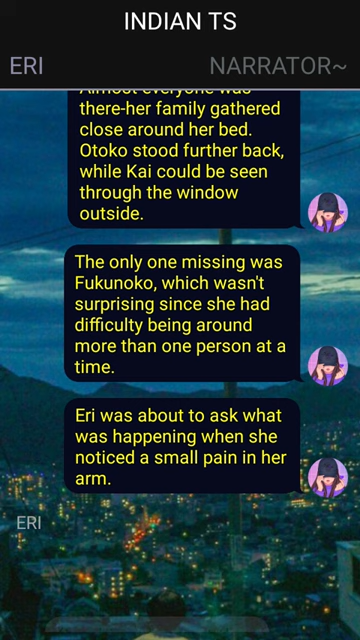 INDIAN TS
ERI
NARRATOR~
Almost everyone was
there-her family gathered
close around her bed.
Otoko stood further back,
while Kai could be seen
through the window
outside.
The only one missing was
Fukunoko, which wasn't
surprising since she had
difficulty being around
more than one person at a
time.
Eri was about to ask what
was happening when she
noticed a small pain in her
arm.
ERI